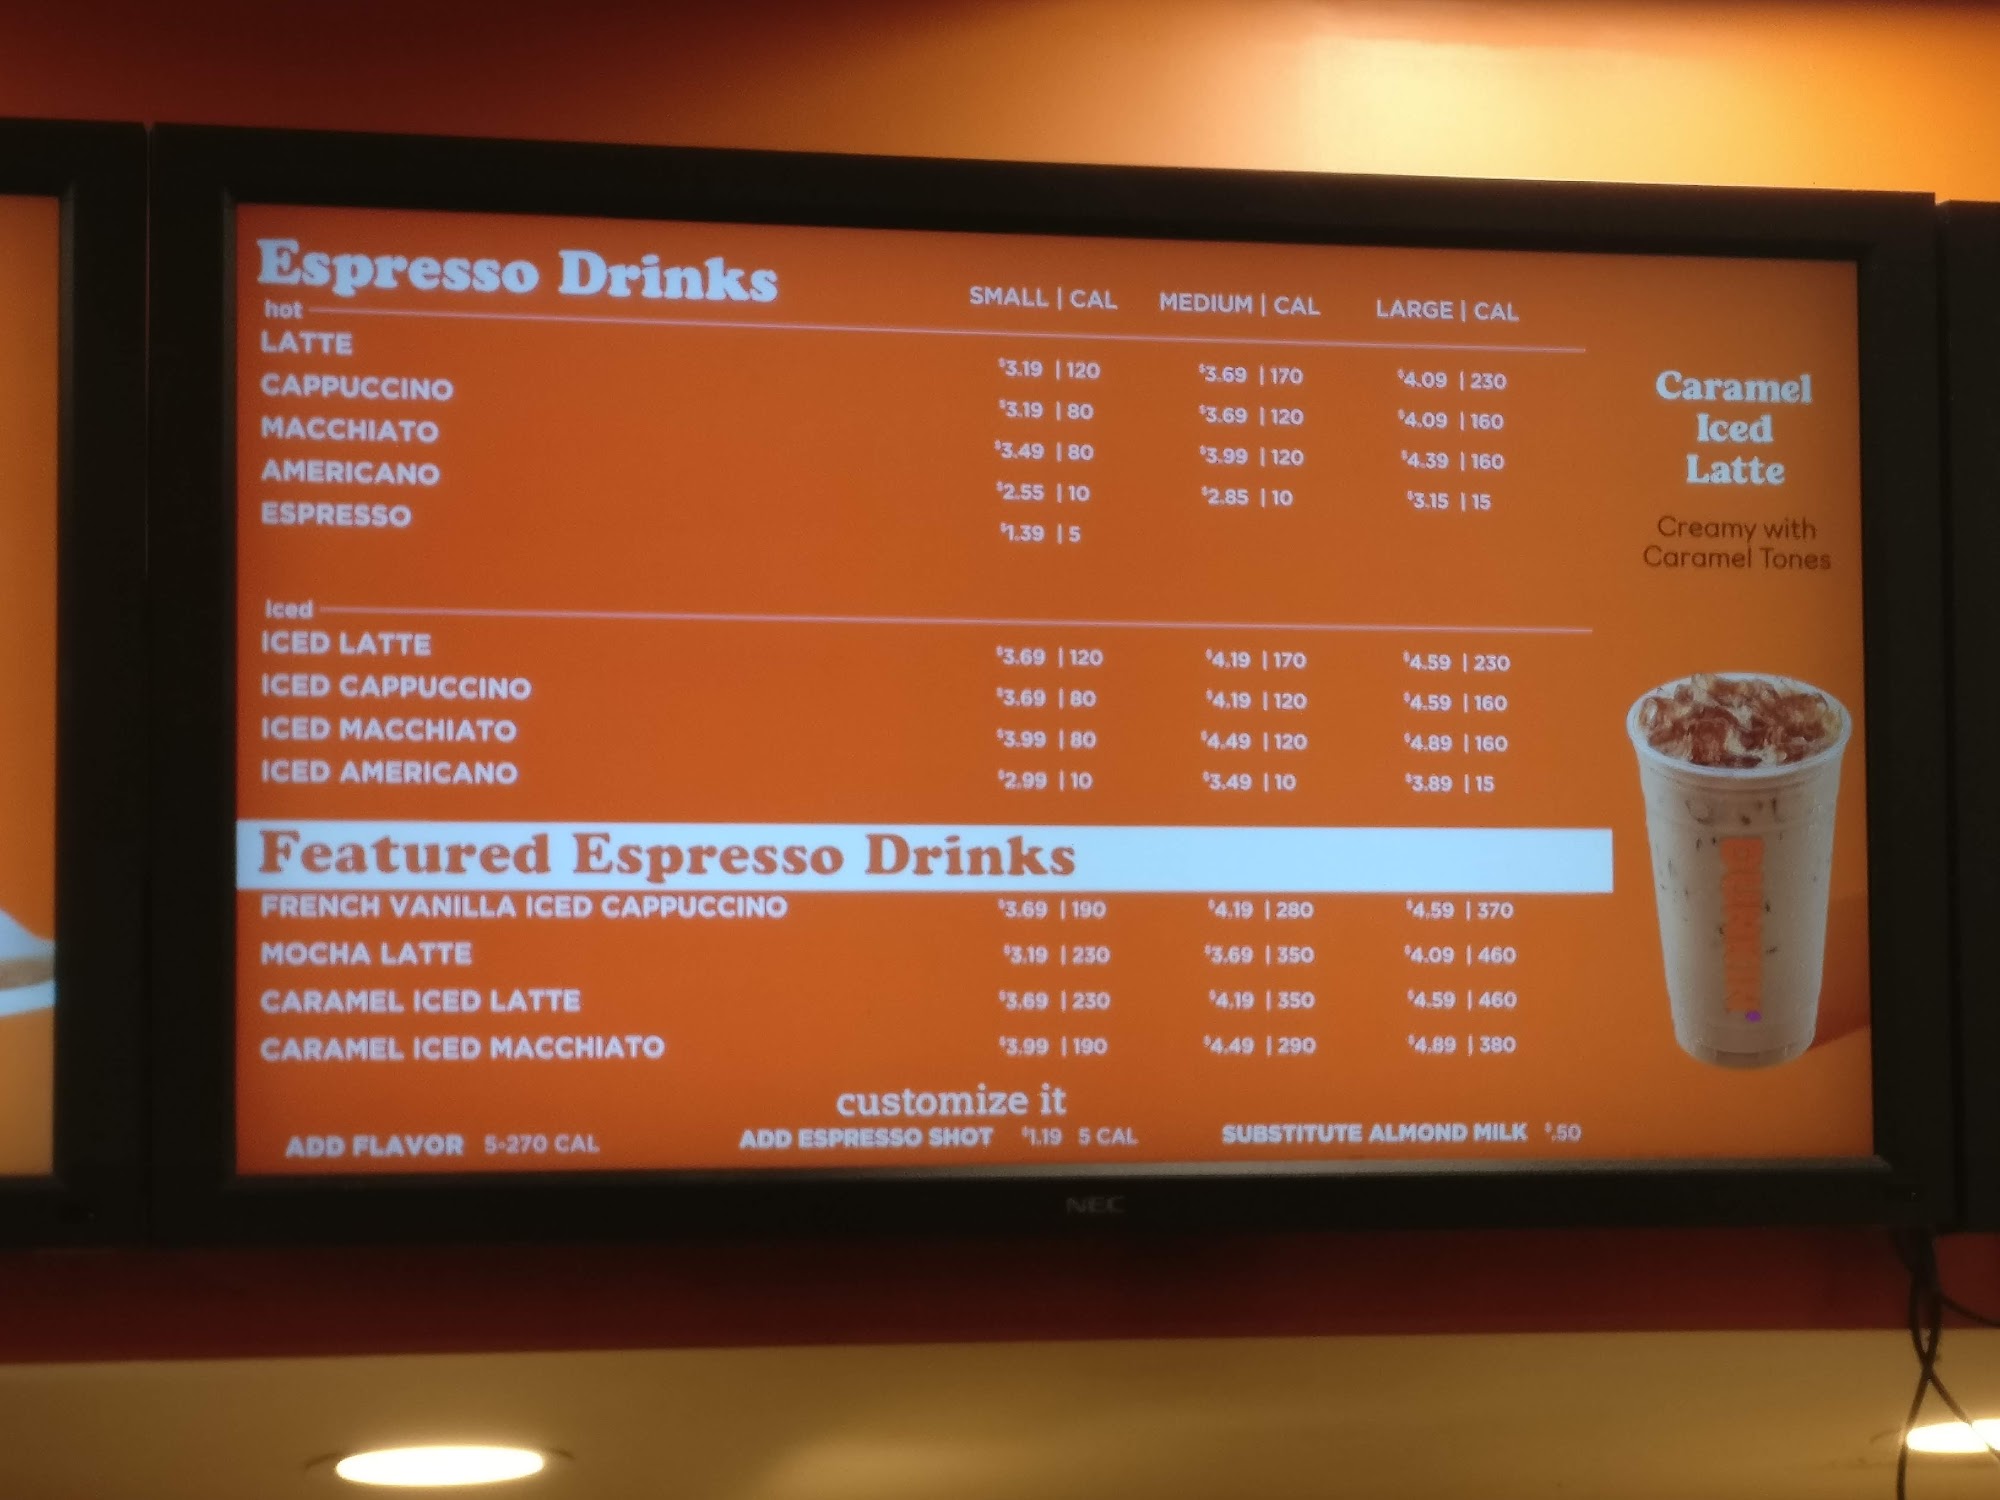 Espresso Drinks
SMALL | CAL MEDIUM | CAL LARGE | CAL
hot
LATTE $3.19 | 120 $3.69 | 170 $4.09 | 230
CAPPUCCINO $3.19 | 80 $3.69 | 120 $4.09 | 160
MACCHIATO $3.49 | 80 $3.99 | 120 $4.39 | 160
AMERICANO $2.55 | 10 $2.85 | 10 $3.15 | 15
ESPRESSO $1.39 | 5
Iced
ICED LATTE $3.69 | 120 $4.19 | 170 $4.59 | 230
ICED CAPPUCCINO $3.69 | 80 $4.19 | 120 $4.59 | 160
ICED MACCHIATO $3.99 | 80 $4.49 | 120 $4.89 | 160
ICED AMERICANO $2.99 | 10 $3.49 | 10 $3.89 | 15
Featured Espresso Drinks
FRENCH VANILLA ICED CAPPUCCINO $3.69 | 190 $4.19 | 280 $4.59 | 370
MOCHA LATTE $3.19 | 230 $3.69 | 350 $4.09 | 460
CARAMEL ICED LATTE $3.69 | 230 $4.19 | 350 $4.59 | 460
CARAMEL ICED MACCHIATO $3.99 | 190 $4.49 | 290 $4.89 | 380
customize it
ADD FLAVOR 5-270 CAL ADD ESPRESSO SHOT $1.19 5 CAL SUBSTITUTE ALMOND MILK $.50
Caramel
Iced
Latte
Creamy with
Caramel Tones
DUNKIN'
NEC